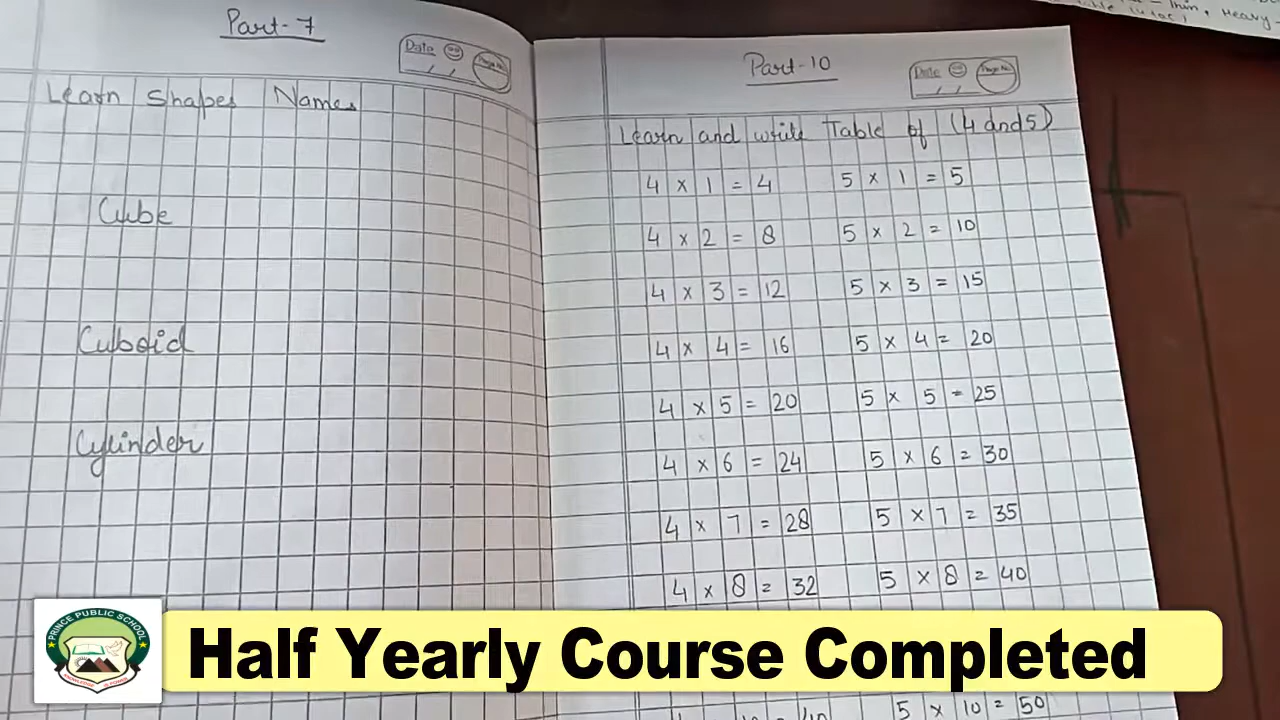 Part-7
Date
Page No.
Learn Shapes Names
Cube
Cuboid
Cylinder
Part-10
Date
Page No.
Learn and write Table of (4 and 5)
4 × 1 = 4 5 × 1 = 5
4 × 2 = 8 5 × 2 = 10
4 × 3 = 12 5 × 3 = 15
4 × 4 = 16 5 × 4 = 20
4 × 5 = 20 5 × 5 = 25
4 × 6 = 24 5 × 6 = 30
4 × 7 = 28 5 × 7 = 35
4 × 8 = 32 5 × 8 = 40
5 × 10 = 50
Thin, Heavy-
PRINCE PUBLIC SCHOOL
Half Yearly Course Completed